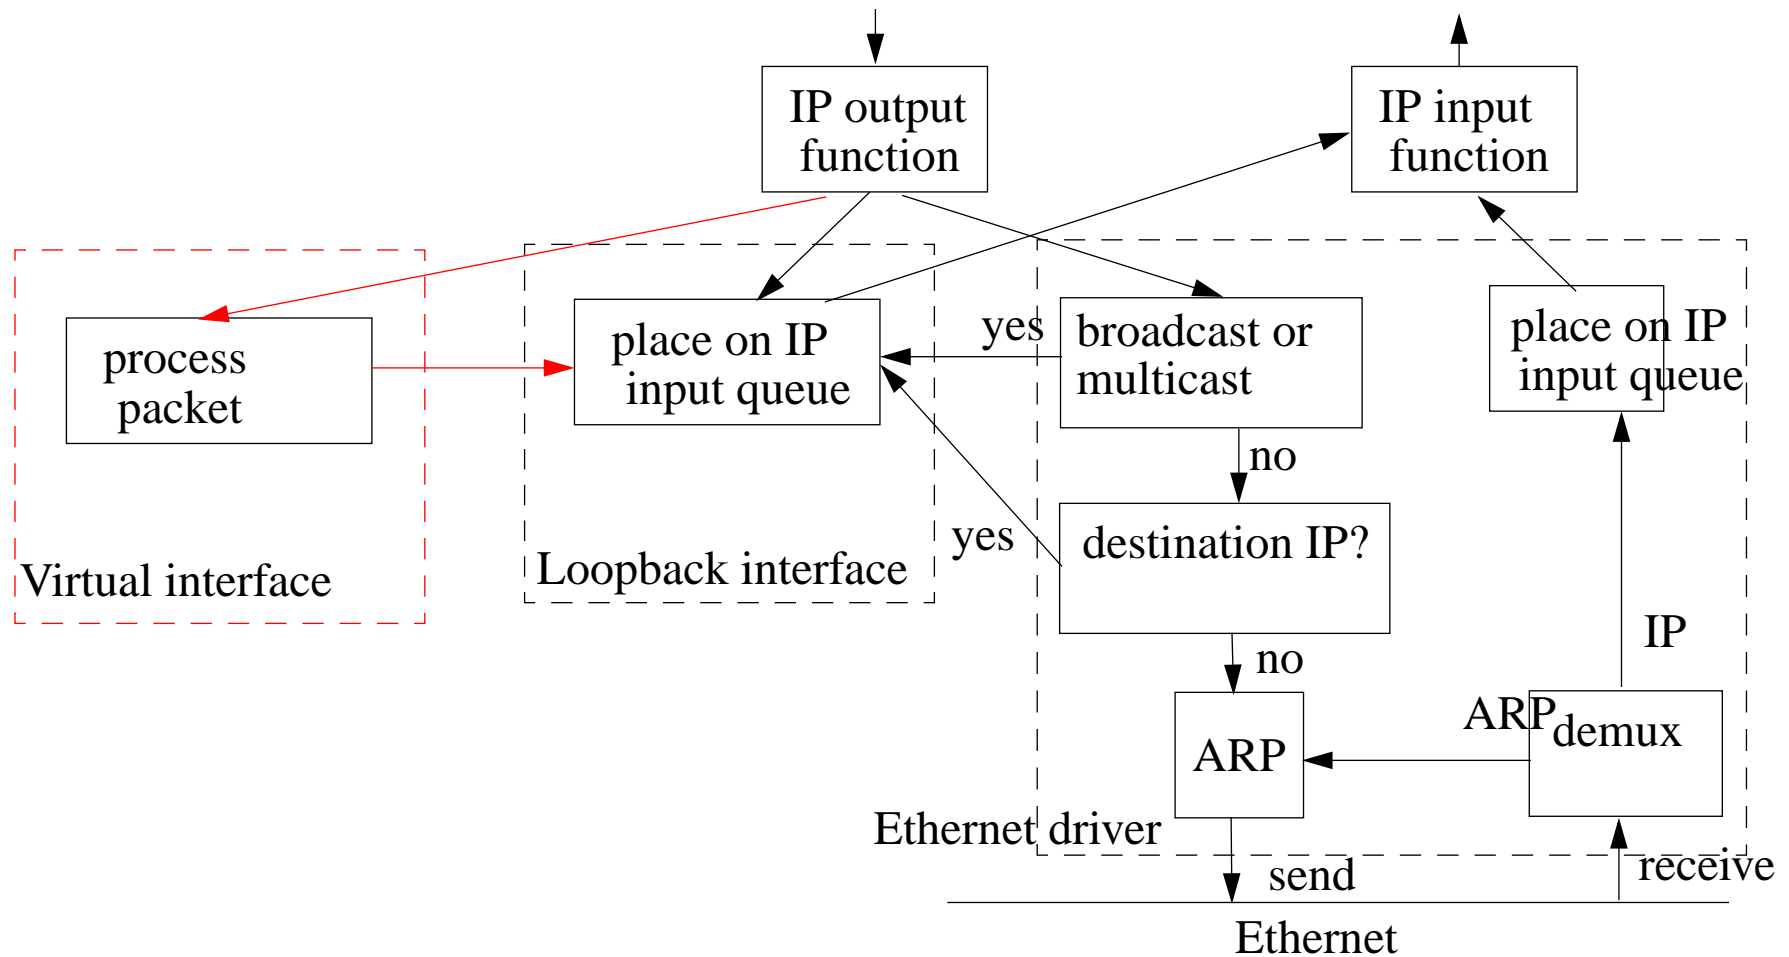 IP output
function
IP input
function
process
packet
place on IP
input queue
yes
broadcast or
multicast
place on IP
input queue
no
yes
destination IP?
Virtual interface
Loopback interface
no
IP
ARP
demux
ARP
Ethernet driver
send
receive
Ethernet